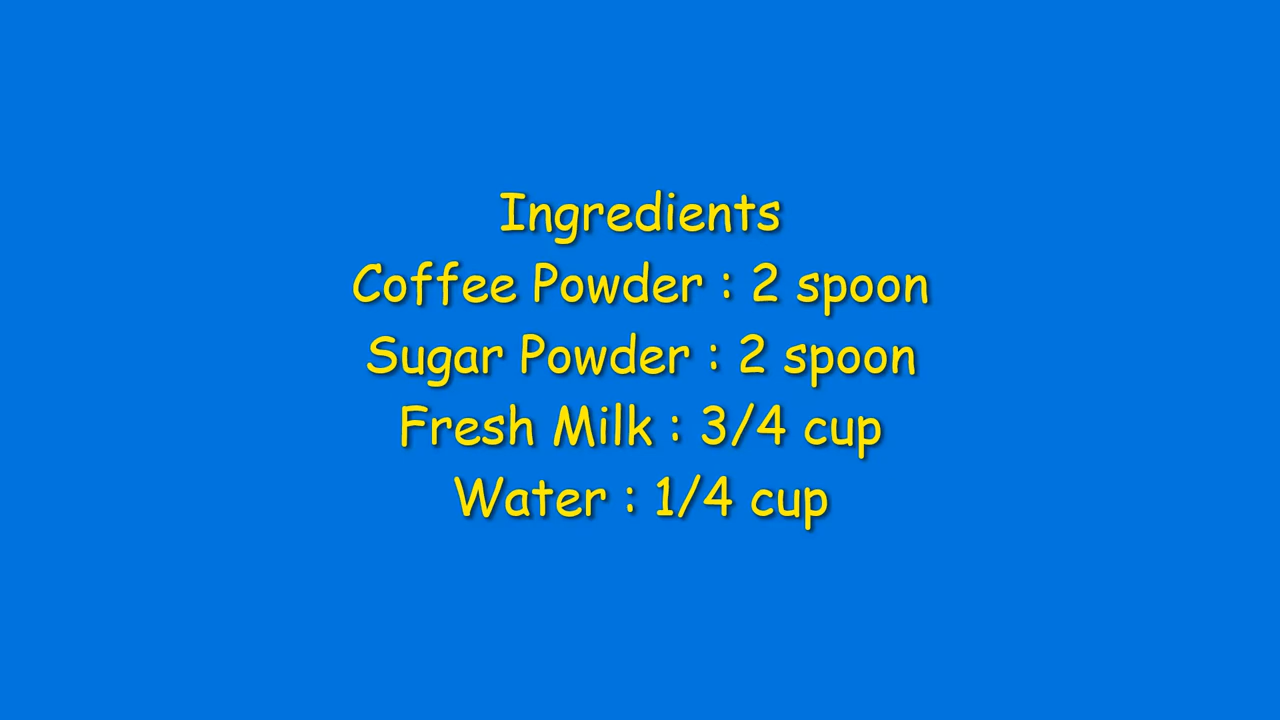 Ingredients
Coffee Powder : 2 spoon
Sugar Powder : 2 spoon
Fresh Milk : 3/4 cup
Water : 1/4 cup